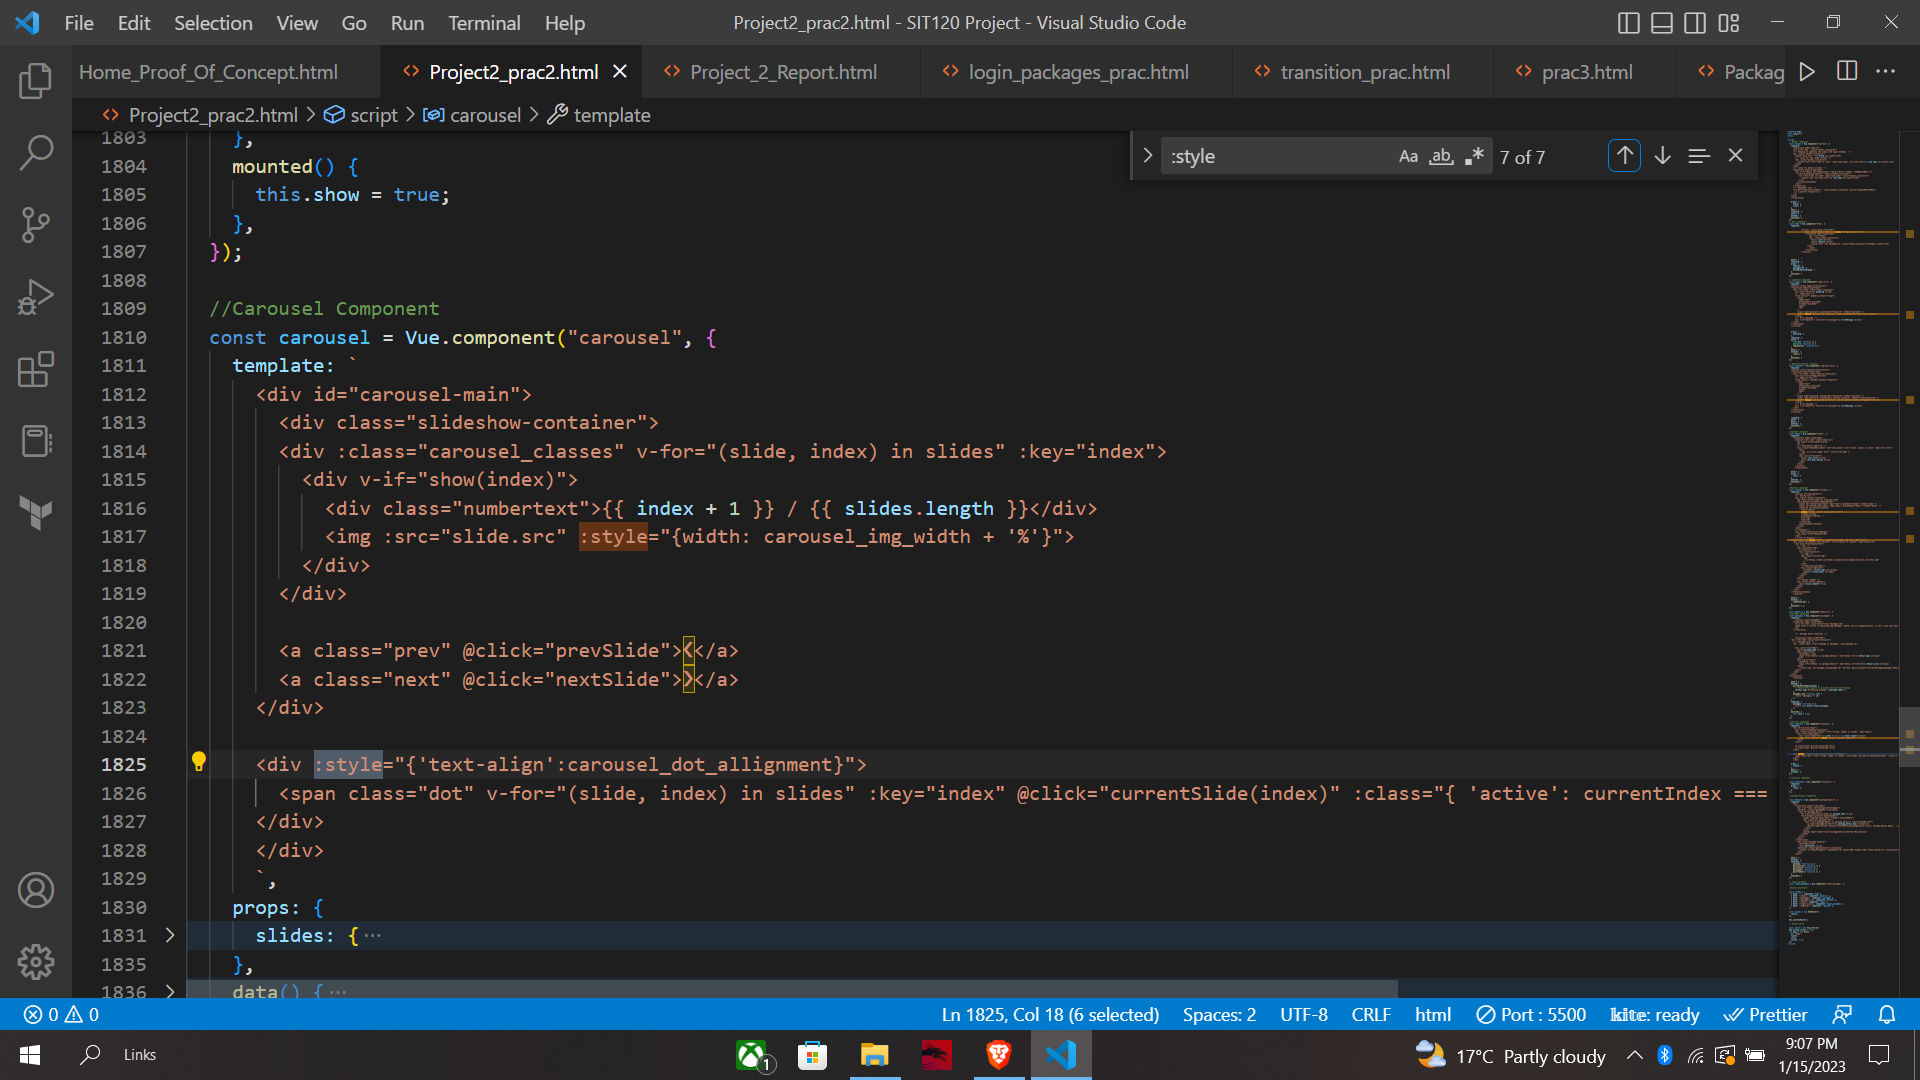 File Edit Selection View Go Run Terminal Help
Project2_prac2.html - SIT120 Project - Visual Studio Code
Home_Proof_Of_Concept.html
Project2_prac2.html
Project_2_Report.html
login_packages_prac.html
transition_prac.html
prac3.html
Packag
Project2_prac2.html > script > carousel > template
:style
Aa ab .* 7 of 7
1803 },
1804 mounted() {
1805 this.show = true;
1806 },
1807 });
1808
1809 //Carousel Component
1810 const carousel = Vue.component("carousel", {
1811 template: `
1812 <div id="carousel-main">
1813 <div class="slideshow-container">
1814 <div :class="carousel_classes" v-for="(slide, index) in slides" :key="index">
1815 <div v-if="show(index)">
1816 <div class="numbertext">{{ index + 1 }} / {{ slides.length }}</div>
1817 <img :src="slide.src" :style="{width: carousel_img_width + '%'}">
1818 </div>
1819 </div>
1820
1821 <a class="prev" @click="prevSlide">❮</a>
1822 <a class="next" @click="nextSlide">❯</a>
1823 </div>
1824
1825 <div :style="{'text-align':carousel_dot_allignment}">
1826 <span class="dot" v-for="(slide, index) in slides" :key="index" @click="currentSlide(index)" :class="{ 'active': currentIndex ===
1827 </div>
1828 </div>
1829 `,
1830 props: {
1831 slides: {···
1835 },
1836 data() {···
0 0
Ln 1825, Col 18 (6 selected) Spaces: 2 UTF-8 CRLF html Port : 5500 kite: ready Prettier
Links
1
17°C Partly cloudy
9:07 PM
1/15/2023